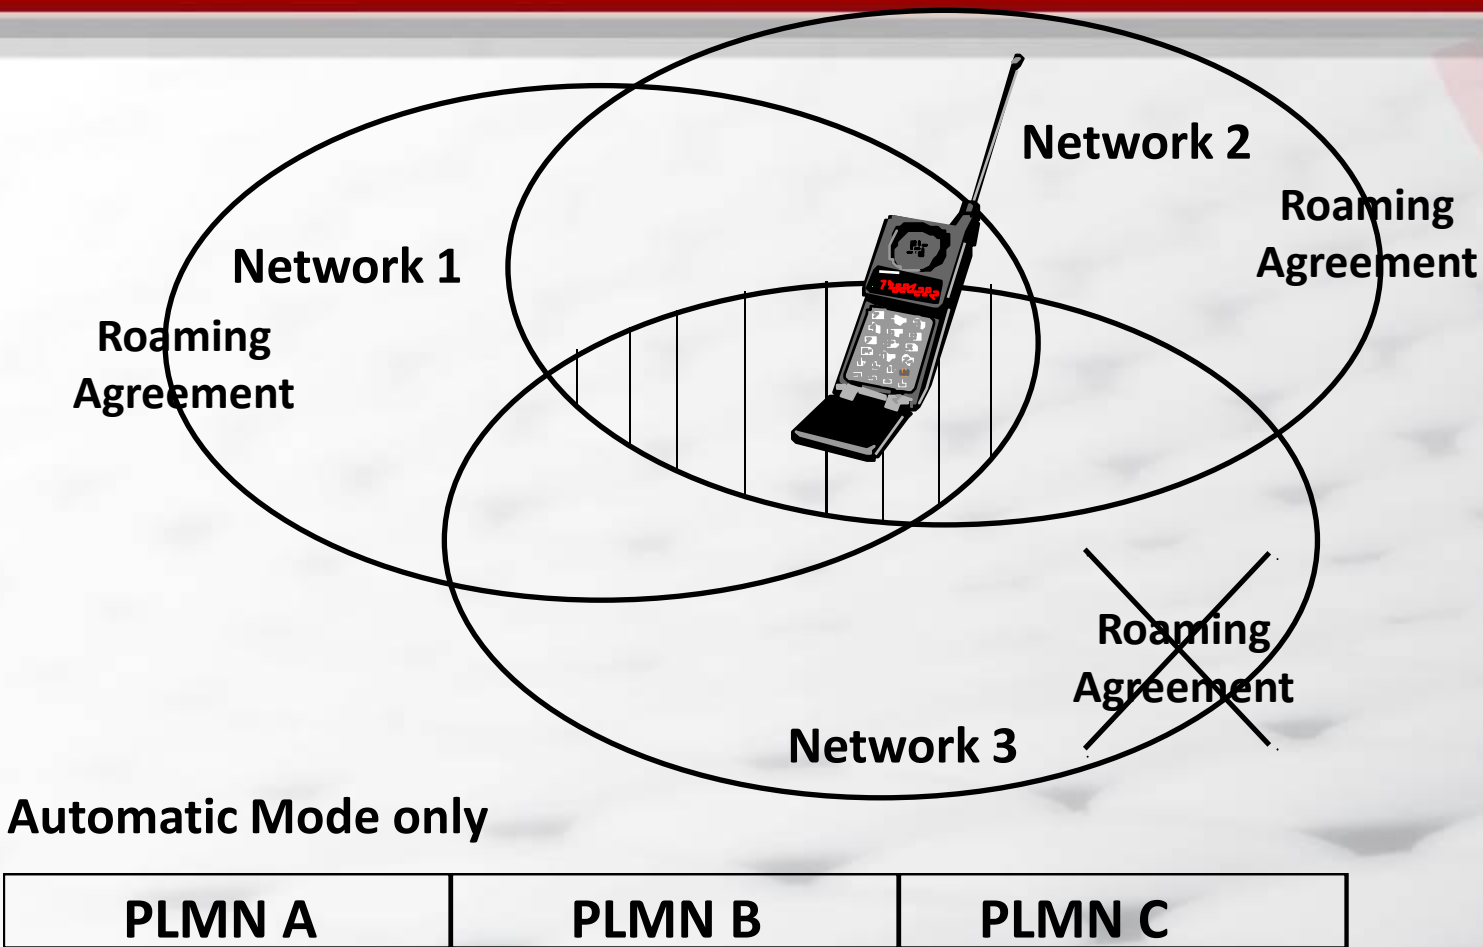 Network 2
Roaming
Agreement
Network 1
Roaming
Agreement
Roaming
Agreement
Network 3
Automatic Mode only
PLMN A PLMN B PLMN C